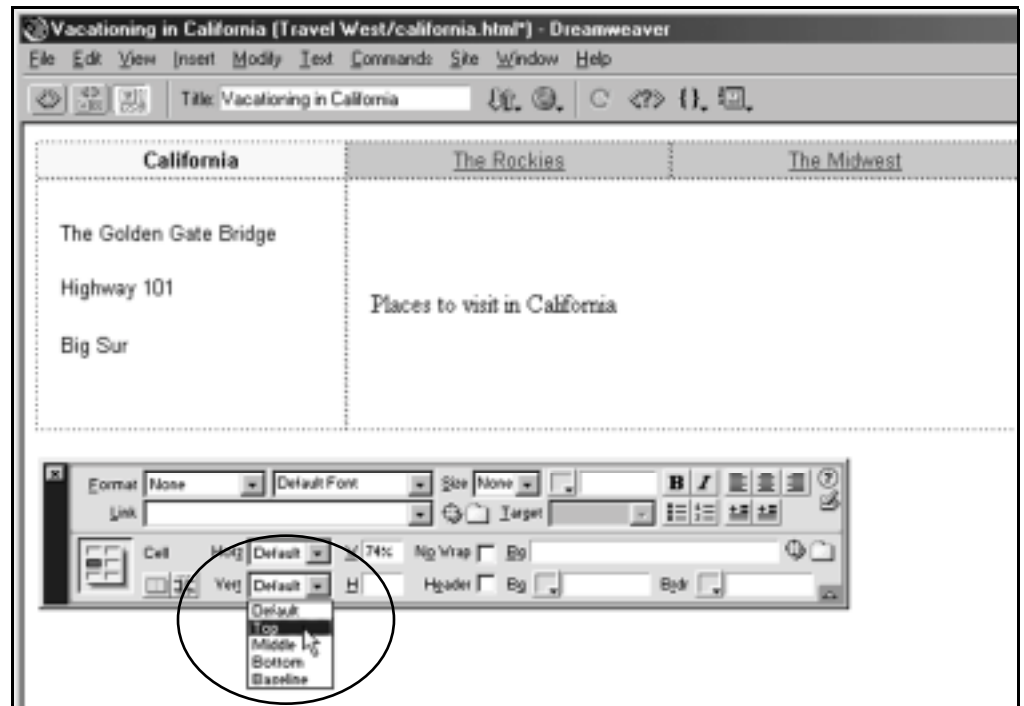 Vacationing in California (Travel West/california.html*) - Dreamweaver
File Edit View Insert Modify Text Commands Site Window Help
Title: Vacationing in California
California The Rockies The Midwest
The Golden Gate Bridge
Highway 101
Places to visit in California
Big Sur
Format None Default Font Size None B I
Link Target
Cell Horz Default W 74% No Wrap Bg
Vert Default H Header Bg Brdr
Default
Top
Middle
Bottom
Baseline